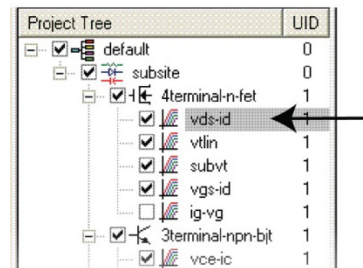 Project Tree UID
default 0
subsite 0
4terminal-n-fet 1
vds-id 1
vtlin 1
subvt 1
vgs-id 1
ig-vg 1
3terminal-npn-bjt 1
vce-ic 1